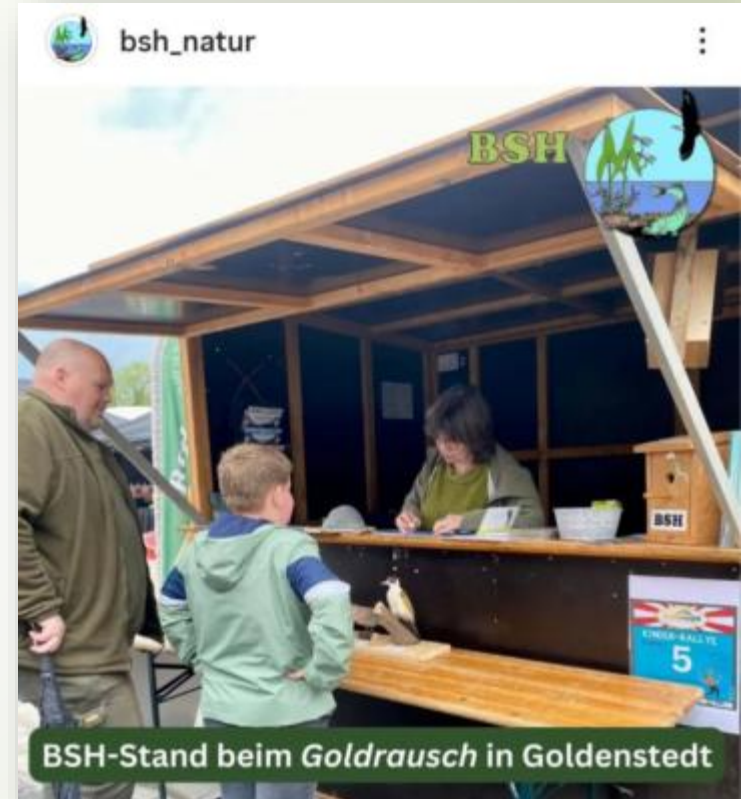 bsh_natur
BSH
BSH
KINDER-RALLYE
5
BSH-Stand beim Goldrausch in Goldenstedt